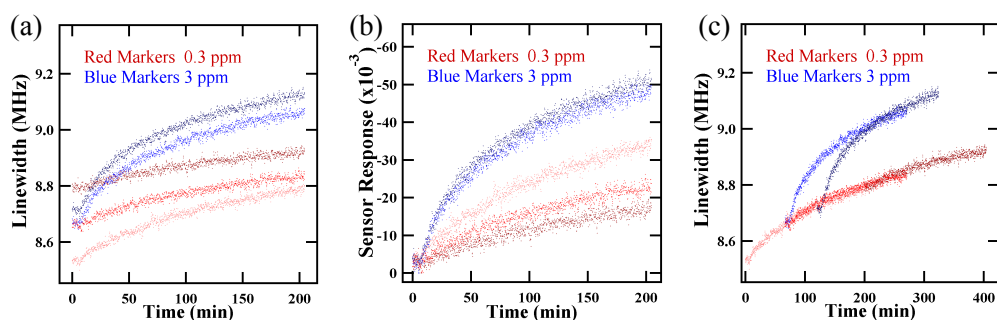 (a)
Red Markers 0.3 ppm
Blue Markers 3 ppm
Linewidth (MHz)
9.2
9.0
8.8
8.6
0 50 100 150 200
Time (min)
(b)
Red Markers 0.3 ppm
Blue Markers 3 ppm
Sensor Response (x10⁻³)
-60
-50
-40
-30
-20
-10
0
0 50 100 150 200
Time (min)
(c)
Red Markers 0.3 ppm
Blue Markers 3 ppm
Linewidth (MHz)
9.2
9.0
8.8
8.6
0 100 200 300 400
Time (min)